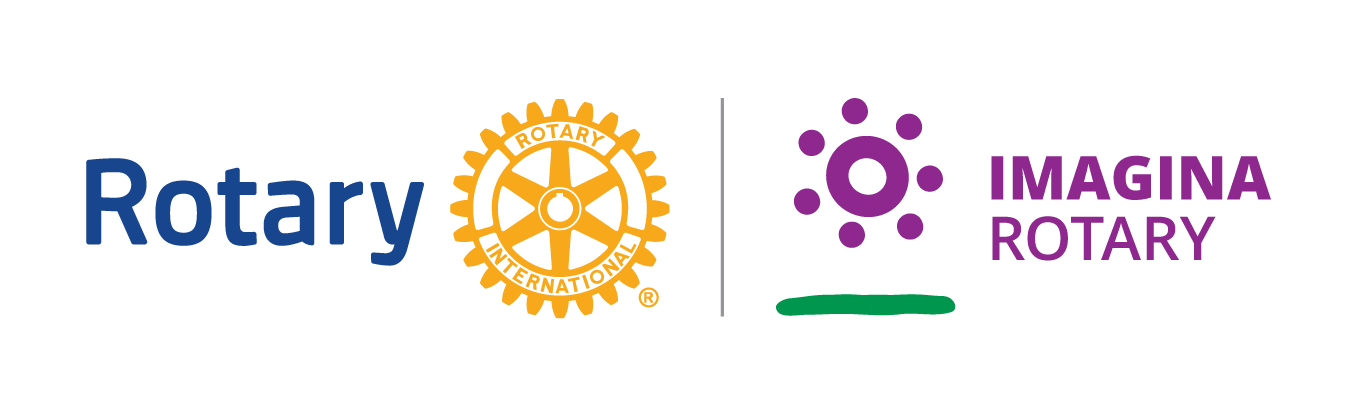 Rotary
ROTARY
INTERNATIONAL
®
IMAGINA
ROTARY